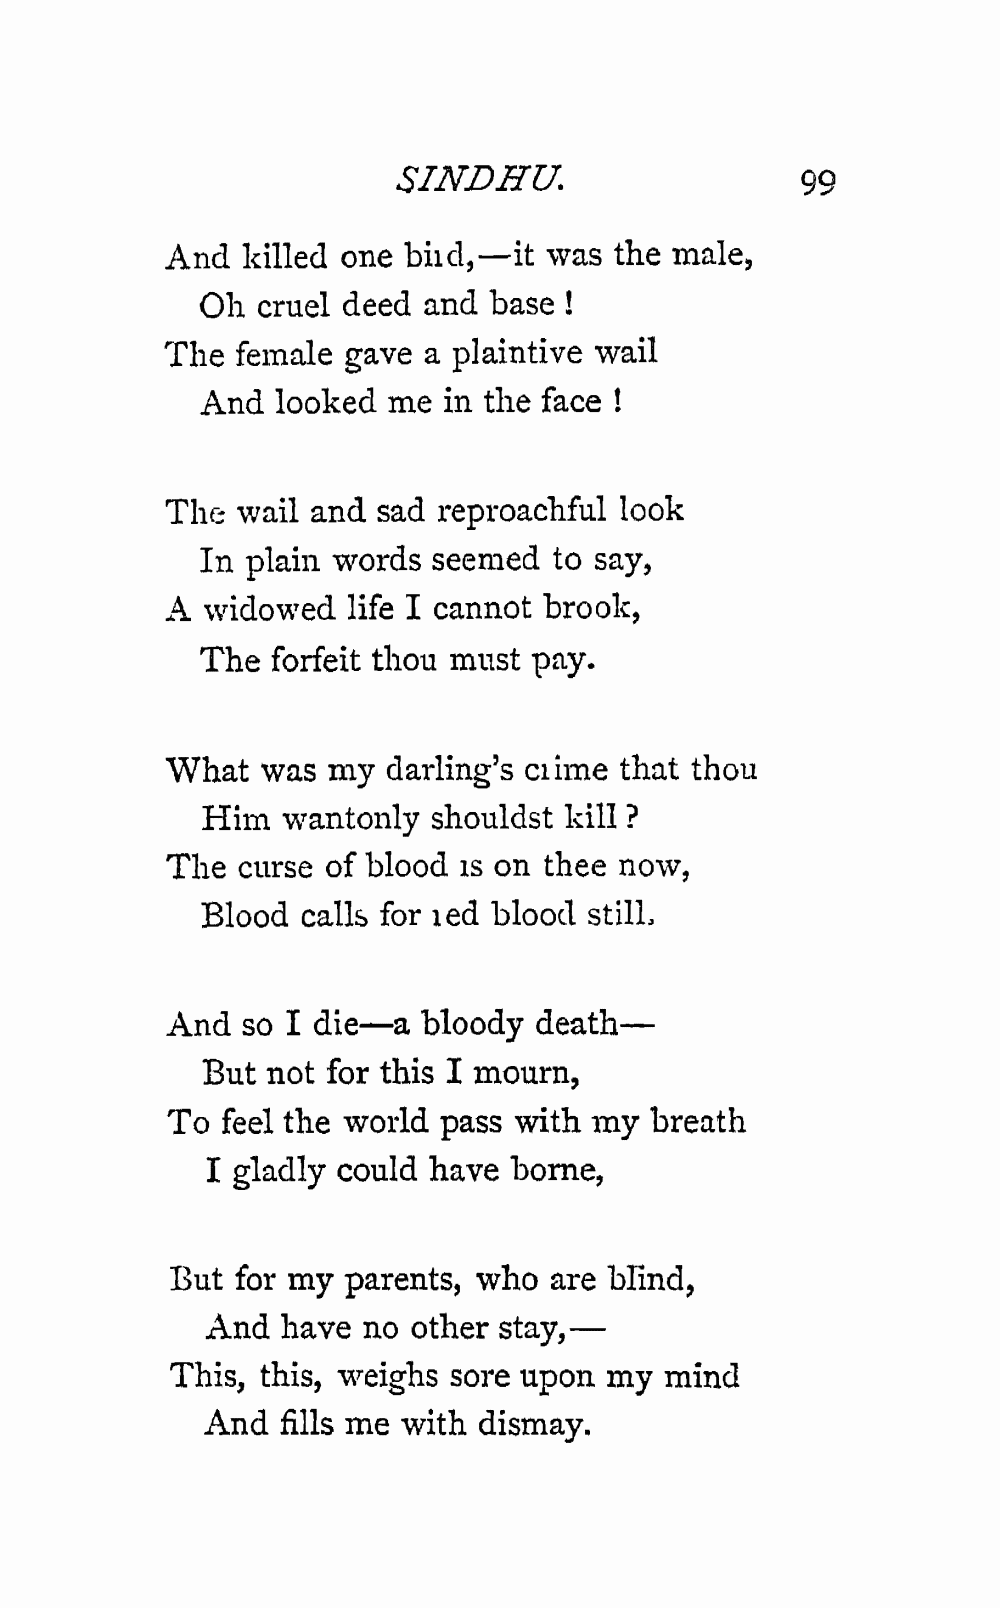 SINDHU. 99
And killed one bird,—it was the male,
Oh cruel deed and base !
The female gave a plaintive wail
And looked me in the face !
The wail and sad reproachful look
In plain words seemed to say,
A widowed life I cannot brook,
The forfeit thou must pay.
What was my darling's crime that thou
Him wantonly shouldst kill ?
The curse of blood is on thee now,
Blood calls for red blood still.
And so I die—a bloody death—
But not for this I mourn,
To feel the world pass with my breath
I gladly could have borne,
But for my parents, who are blind,
And have no other stay,—
This, this, weighs sore upon my mind
And fills me with dismay.